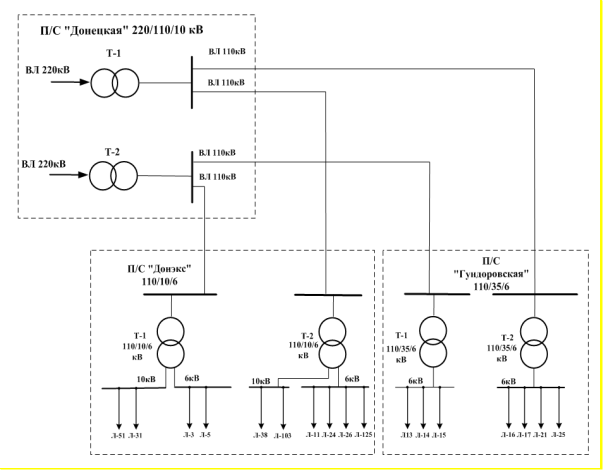 П/С "Донецкая" 220/110/10 кВ
Т-1
ВЛ 220кВ
ВЛ 110кВ
ВЛ 110кВ
Т-2
ВЛ 220кВ
ВЛ 110кВ
ВЛ 110кВ
П/С "Донэкс"
110/10/6
П/С
"Гундоровская"
110/35/6
Т-1
110/10/6
кВ
Т-2
110/10/6
кВ
Т-1
110/35/6
кВ
Т-2
110/35/6
кВ
10кВ
6кВ
10кВ
6кВ
6кВ
6кВ
Л-51 Л-31
Л-3 Л-5
Л-38 Л-103
Л-11 Л-24 Л-26 Л-125
Л13 Л-14 Л-15
Л-16 Л-17 Л-21 Л-25